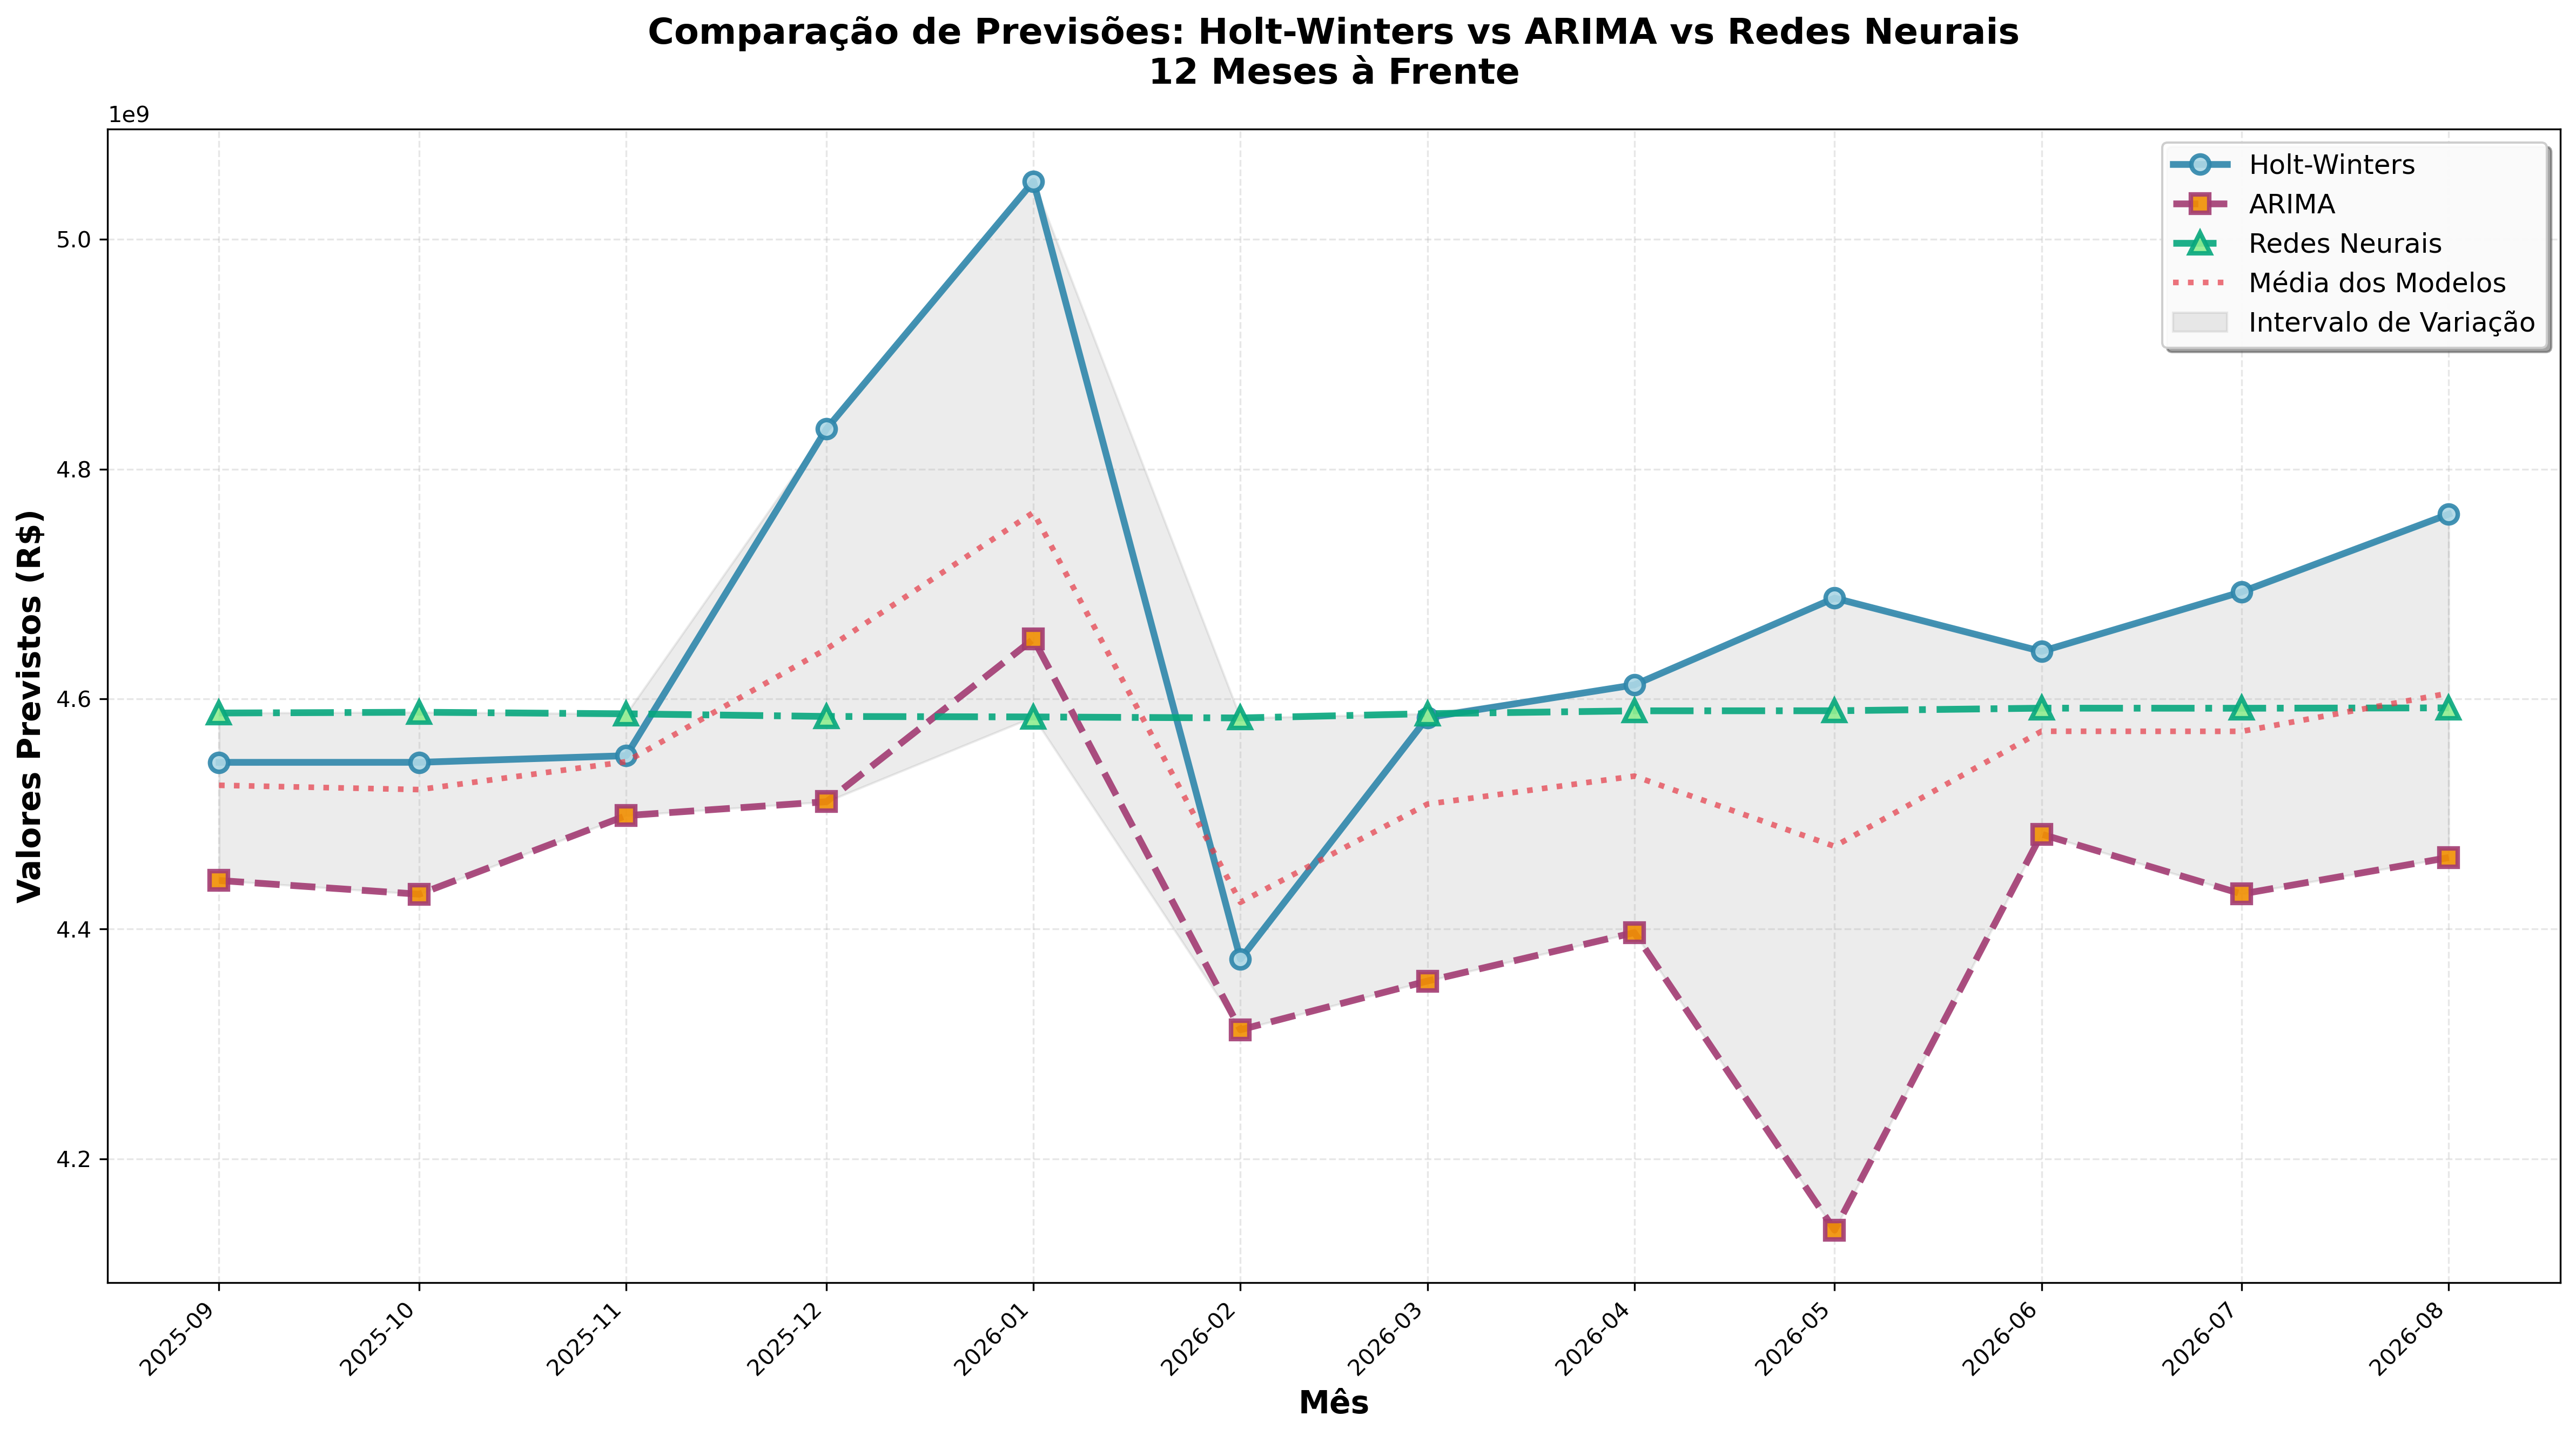 Comparação de Previsões: Holt-Winters vs ARIMA vs Redes Neurais
12 Meses à Frente
1e9
Holt-Winters
ARIMA
Redes Neurais
Média dos Modelos
Intervalo de Variação
Valores Previstos (R$)
5.0
4.8
4.6
4.4
4.2
2025-09
2025-10
2025-11
2025-12
2026-01
2026-02
2026-03
2026-04
2026-05
2026-06
2026-07
2026-08
Mês